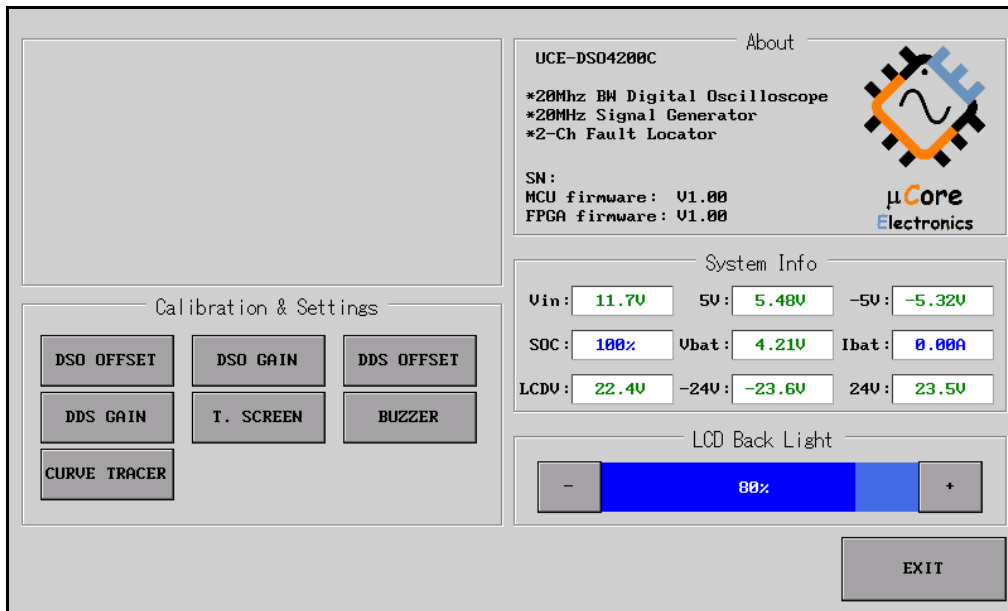 About
UCE-DSO4200C
*20Mhz BW Digital Oscilloscope
*20MHz Signal Generator
*2-Ch Fault Locator
SN:
MCU firmware: V1.00
FPGA firmware: V1.00
μCore
Electronics
System Info
Vin: 11.7V 5V: 5.48V -5V: -5.32V
SOC: 100% Vbat: 4.21V Ibat: 0.00A
LCDV: 22.4V -24V: -23.6V 24V: 23.5V
Calibration & Settings
DSO OFFSET DSO GAIN DDS OFFSET
DDS GAIN T. SCREEN BUZZER
CURVE TRACER
LCD Back Light
- 80% +
EXIT